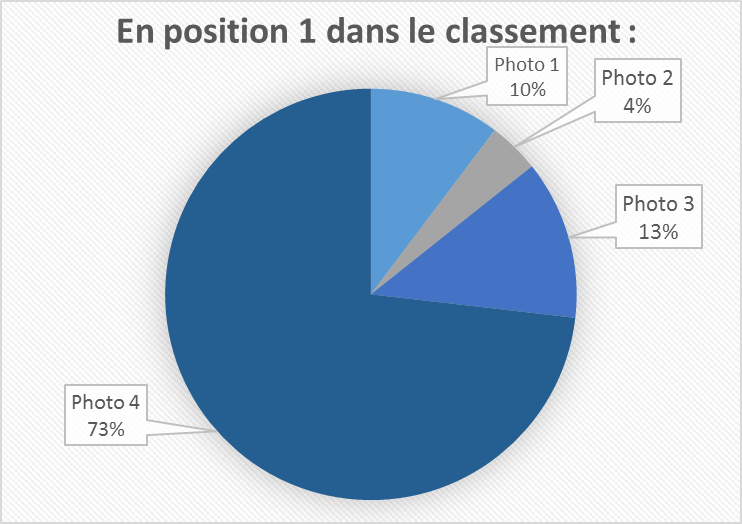 En position 1 dans le classement :
Photo 1
10%
Photo 2
4%
Photo 3
13%
Photo 4
73%